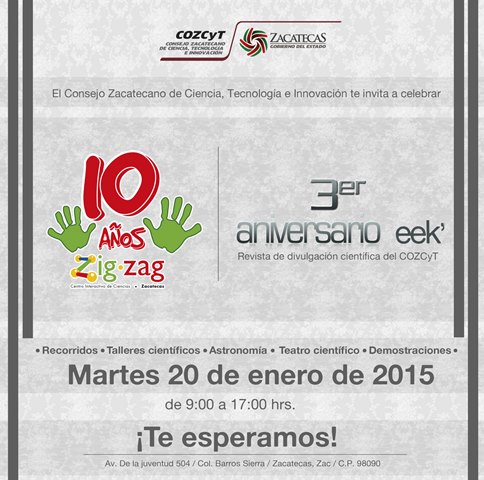 COZCyT
CONSEJO ZACATECANO
DE CIENCIA, TECNOLOGÍA
E INNOVACIÓN
ZACATECAS
GOBIERNO DEL ESTADO
El Consejo Zacatecano de Ciencia, Tecnología e Innovación te invita a celebrar
10
AÑOS
Zig-zag
Centro Interactivo de Ciencias • Zacatecas
3er
aniversario eek'
Revista de divulgación científica del COZCyT
• Recorridos • Talleres científicos • Astronomía • Teatro científico • Demostraciones •
Martes 20 de enero de 2015
de 9:00 a 17:00 hrs.
¡Te esperamos!
Av. De la juventud 504 / Col. Barros Sierra / Zacatecas, Zac / C.P. 98090